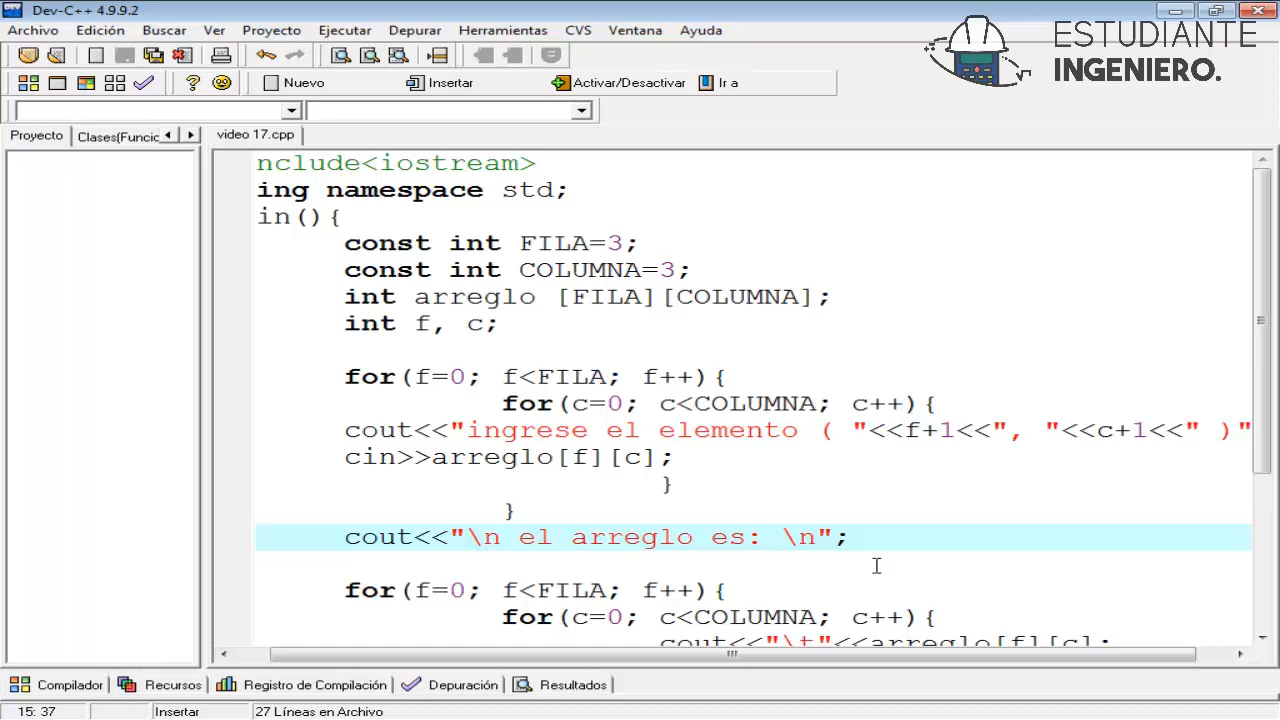 Dev-C++ 4.9.9.2
Archivo Edición Buscar Ver Proyecto Ejecutar Depurar Herramientas CVS Ventana Ayuda
ESTUDIANTE
INGENIERO.
Nuevo Insertar Activar/Desactivar Ir a
Proyecto Clases(Funcic video 17.cpp
nclude<iostream>
ing namespace std;
in(){
const int FILA=3;
const int COLUMNA=3;
int arreglo [FILA][COLUMNA];
int f, c;
for(f=0; f<FILA; f++){
for(c=0; c<COLUMNA; c++){
cout<<"ingrese el elemento ( "<<f+1<<", "<<c+1<<" )"
cin>>arreglo[f][c];
}
}
cout<<"\n el arreglo es: \n";
for(f=0; f<FILA; f++){
for(c=0; c<COLUMNA; c++){
cout<<"\t"<<arreglo[f][c];
Compilador Recursos Registro de Compilación Depuración Resultados
15: 37 Insertar 27 Líneas en Archivo